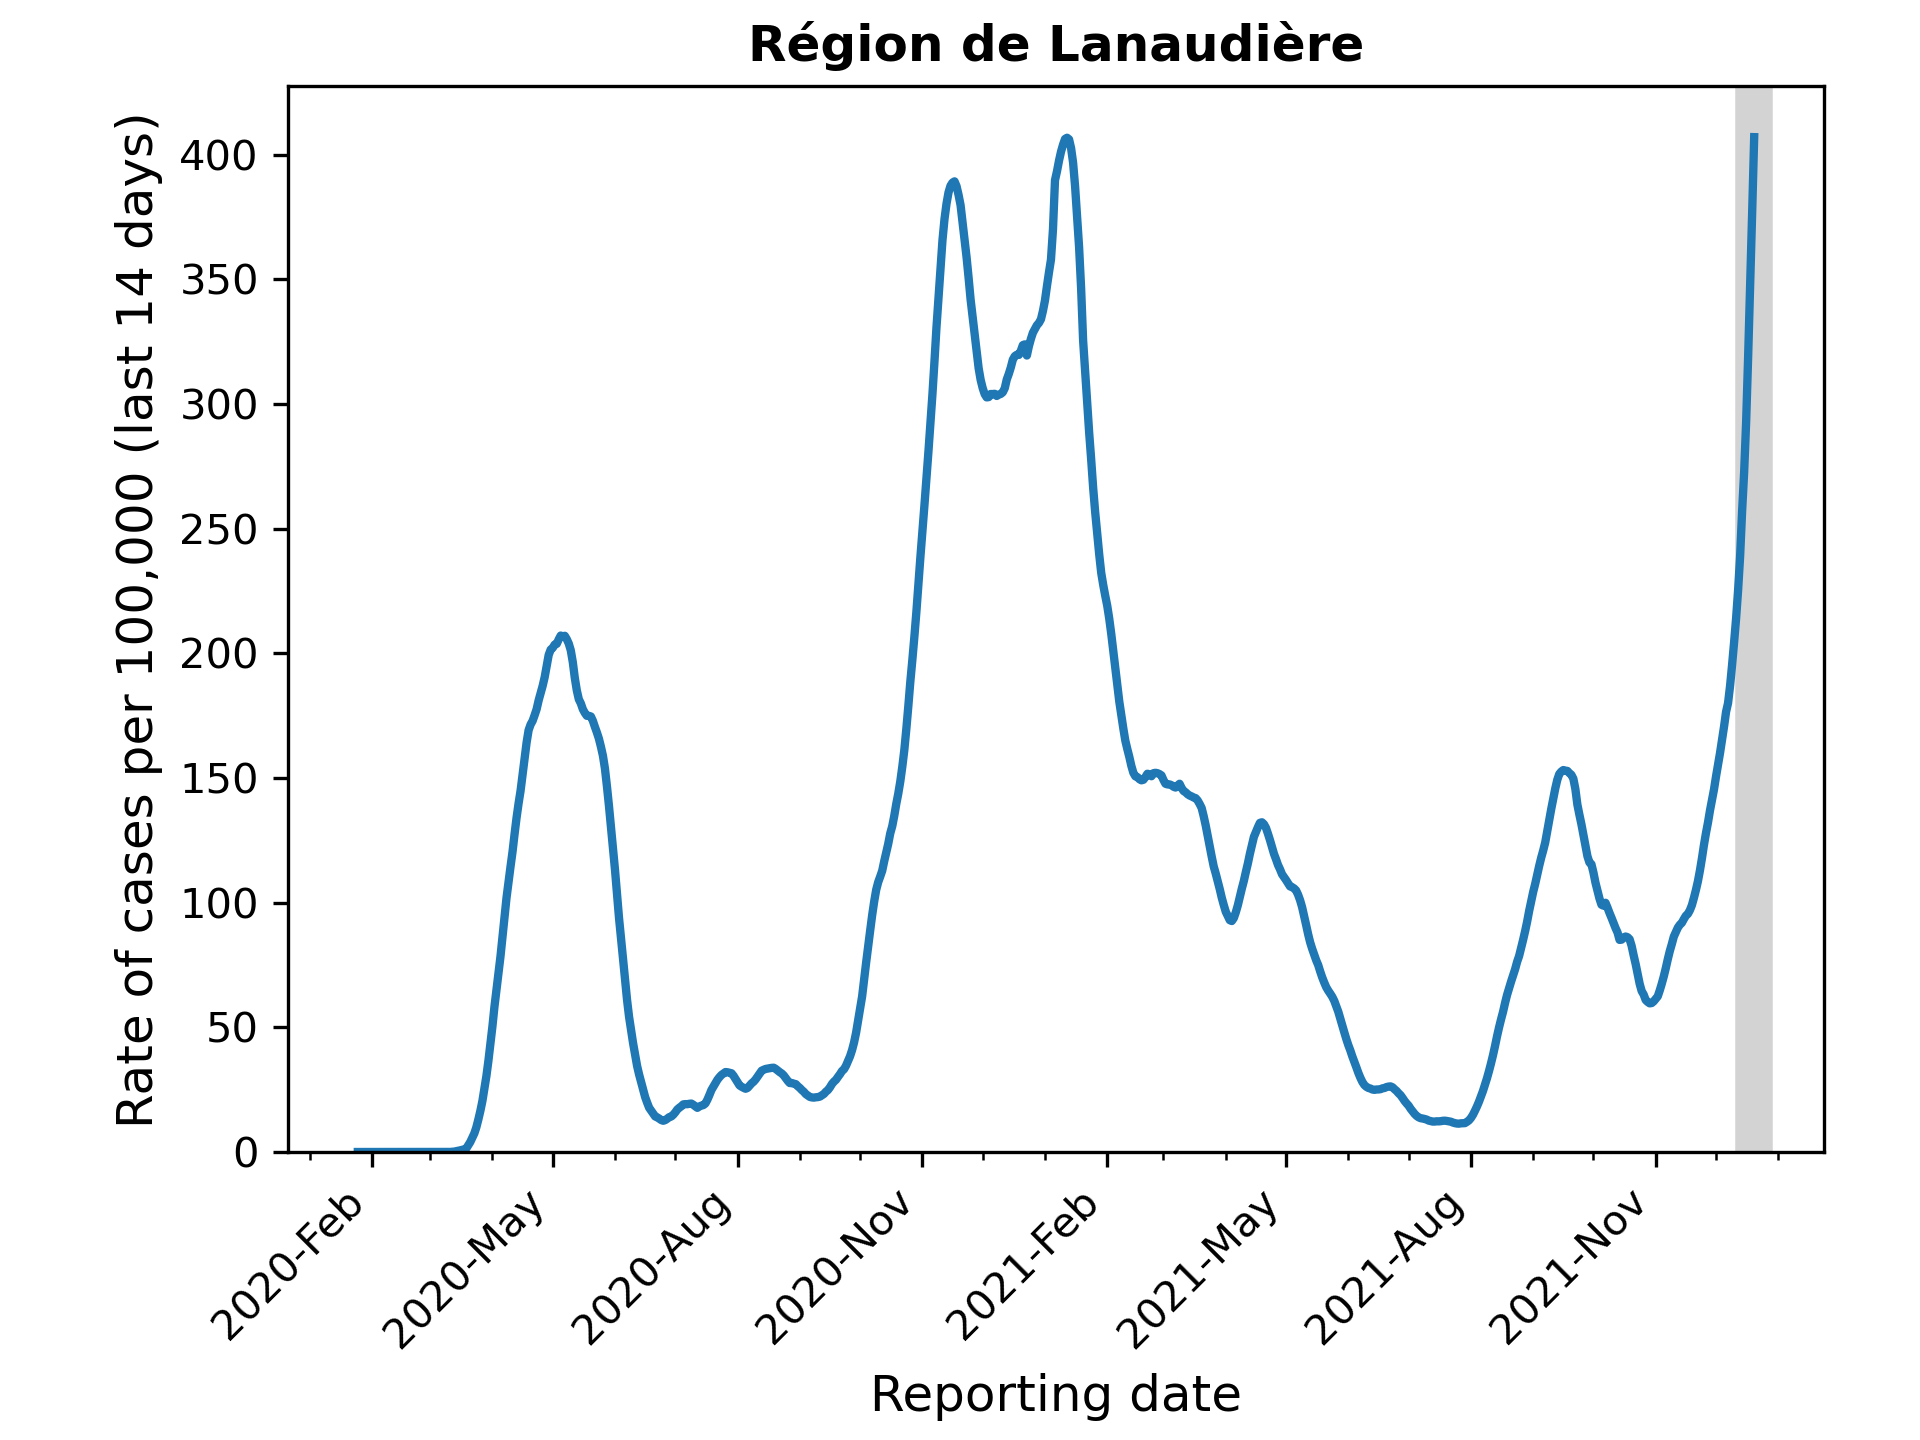 Région de Lanaudière
Rate of cases per 100,000 (last 14 days)
400
350
300
250
200
150
100
50
0
2020-Feb
2020-May
2020-Aug
2020-Nov
2021-Feb
2021-May
2021-Aug
2021-Nov
Reporting date